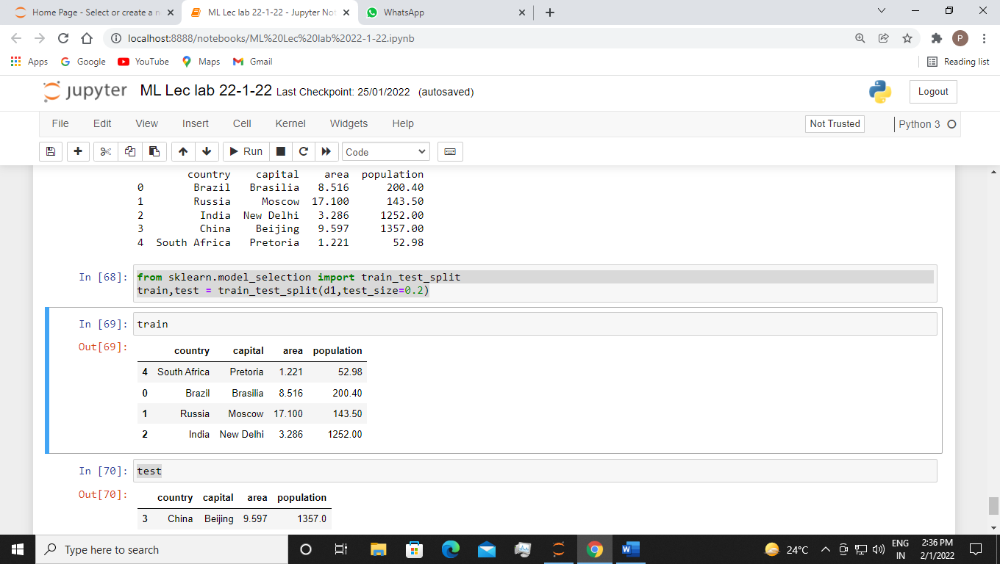 Home Page - Select or create a n
ML Lec lab 22-1-22 - Jupyter Not
WhatsApp
localhost:8888/notebooks/ML%20Lec%20lab%2022-1-22.ipynb
P
Apps Google YouTube Maps Gmail Reading list
jupyter ML Lec lab 22-1-22 Last Checkpoint: 25/01/2022 (autosaved) Logout
File Edit View Insert Cell Kernel Widgets Help Not Trusted Python 3
Run Code
country capital area population
0 Brazil Brasilia 8.516 200.40
1 Russia Moscow 17.100 143.50
2 India New Delhi 3.286 1252.00
3 China Beijing 9.597 1357.00
4 South Africa Pretoria 1.221 52.98
In [68]: from sklearn.model_selection import train_test_split
train,test = train_test_split(d1,test_size=0.2)
In [69]: train
Out[69]:
country capital area population
4 South Africa Pretoria 1.221 52.98
0 Brazil Brasilia 8.516 200.40
1 Russia Moscow 17.100 143.50
2 India New Delhi 3.286 1252.00
In [70]: test
Out[70]:
country capital area population
3 China Beijing 9.597 1357.0
Type here to search
W
24°C
ENG
IN
2:36 PM
2/1/2022